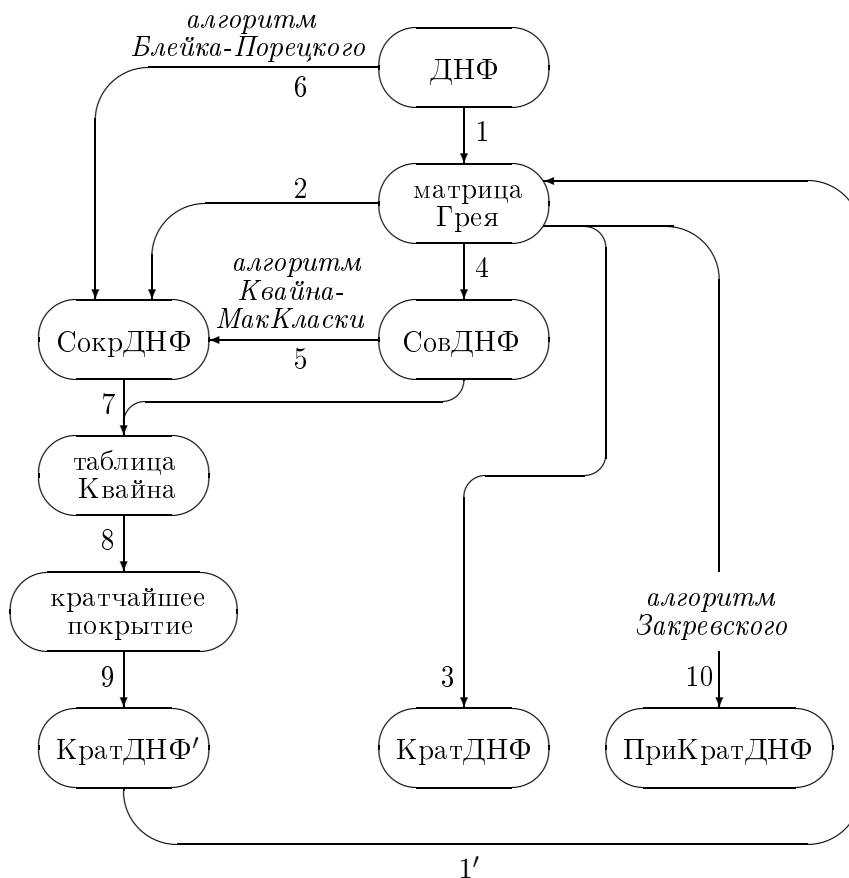 алгоритм
Блейка-Порецкого
ДНФ
6
1
матрица
Грея
2
алгоритм
Квайна-
МакКласки
4
СокрДНФ
СовДНФ
5
7
таблица
Квайна
8
кратчайшее
покрытие
алгоритм
Закревского
9
3
10
КратДНФ′
КратДНФ
ПриКратДНФ
1′